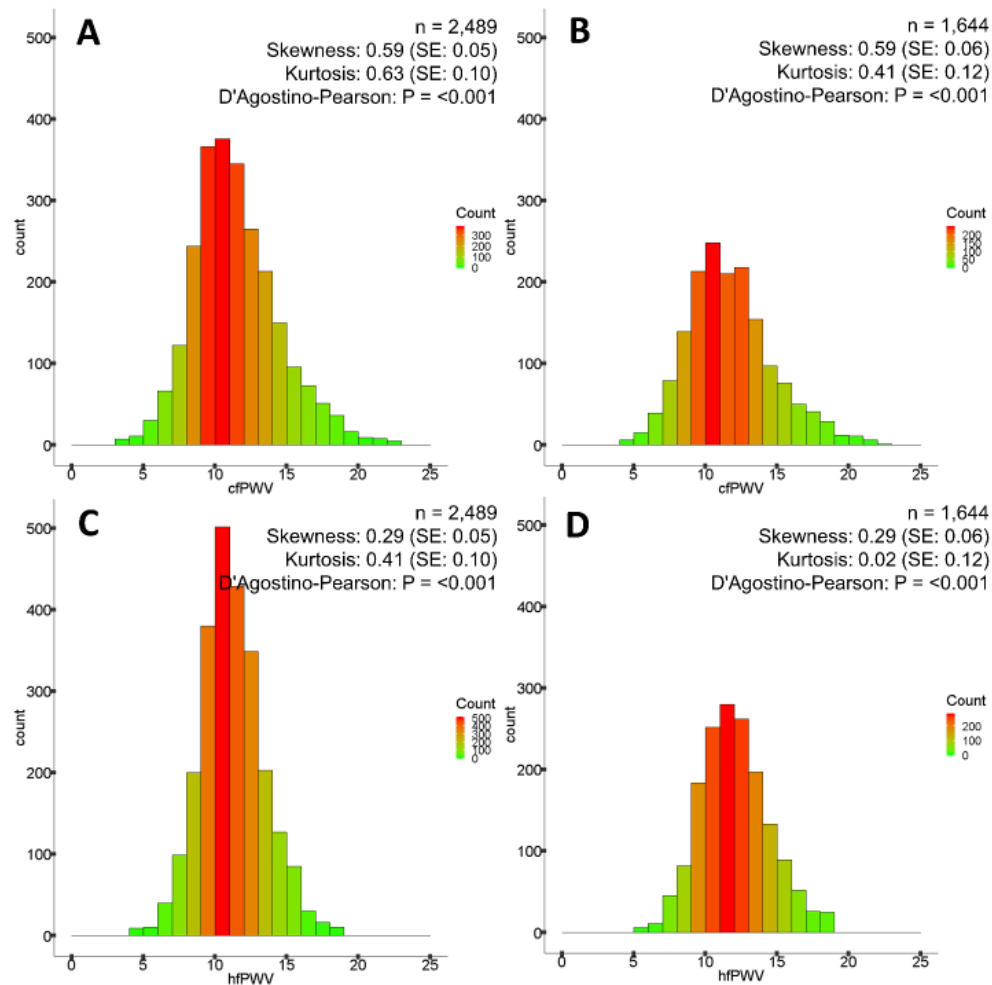 A
n = 2,489
Skewness: 0.59 (SE: 0.05)
Kurtosis: 0.63 (SE: 0.10)
D'Agostino-Pearson: P = <0.001
500
400
300
200
100
0
count
Count
300
200
100
0
0 5 10 15 20 25
cfPWV
B
n = 1,644
Skewness: 0.59 (SE: 0.06)
Kurtosis: 0.41 (SE: 0.12)
D'Agostino-Pearson: P = <0.001
500
400
300
200
100
0
count
Count
200
150
100
50
0
0 5 10 15 20 25
cfPWV
C
n = 2,489
Skewness: 0.29 (SE: 0.05)
Kurtosis: 0.41 (SE: 0.10)
D'Agostino-Pearson: P = <0.001
500
400
300
200
100
0
count
Count
500
400
300
200
100
0
0 5 10 15 20 25
hfPWV
D
n = 1,644
Skewness: 0.29 (SE: 0.06)
Kurtosis: 0.02 (SE: 0.12)
D'Agostino-Pearson: P = <0.001
500
400
300
200
100
0
count
Count
200
100
0
0 5 10 15 20 25
hfPWV